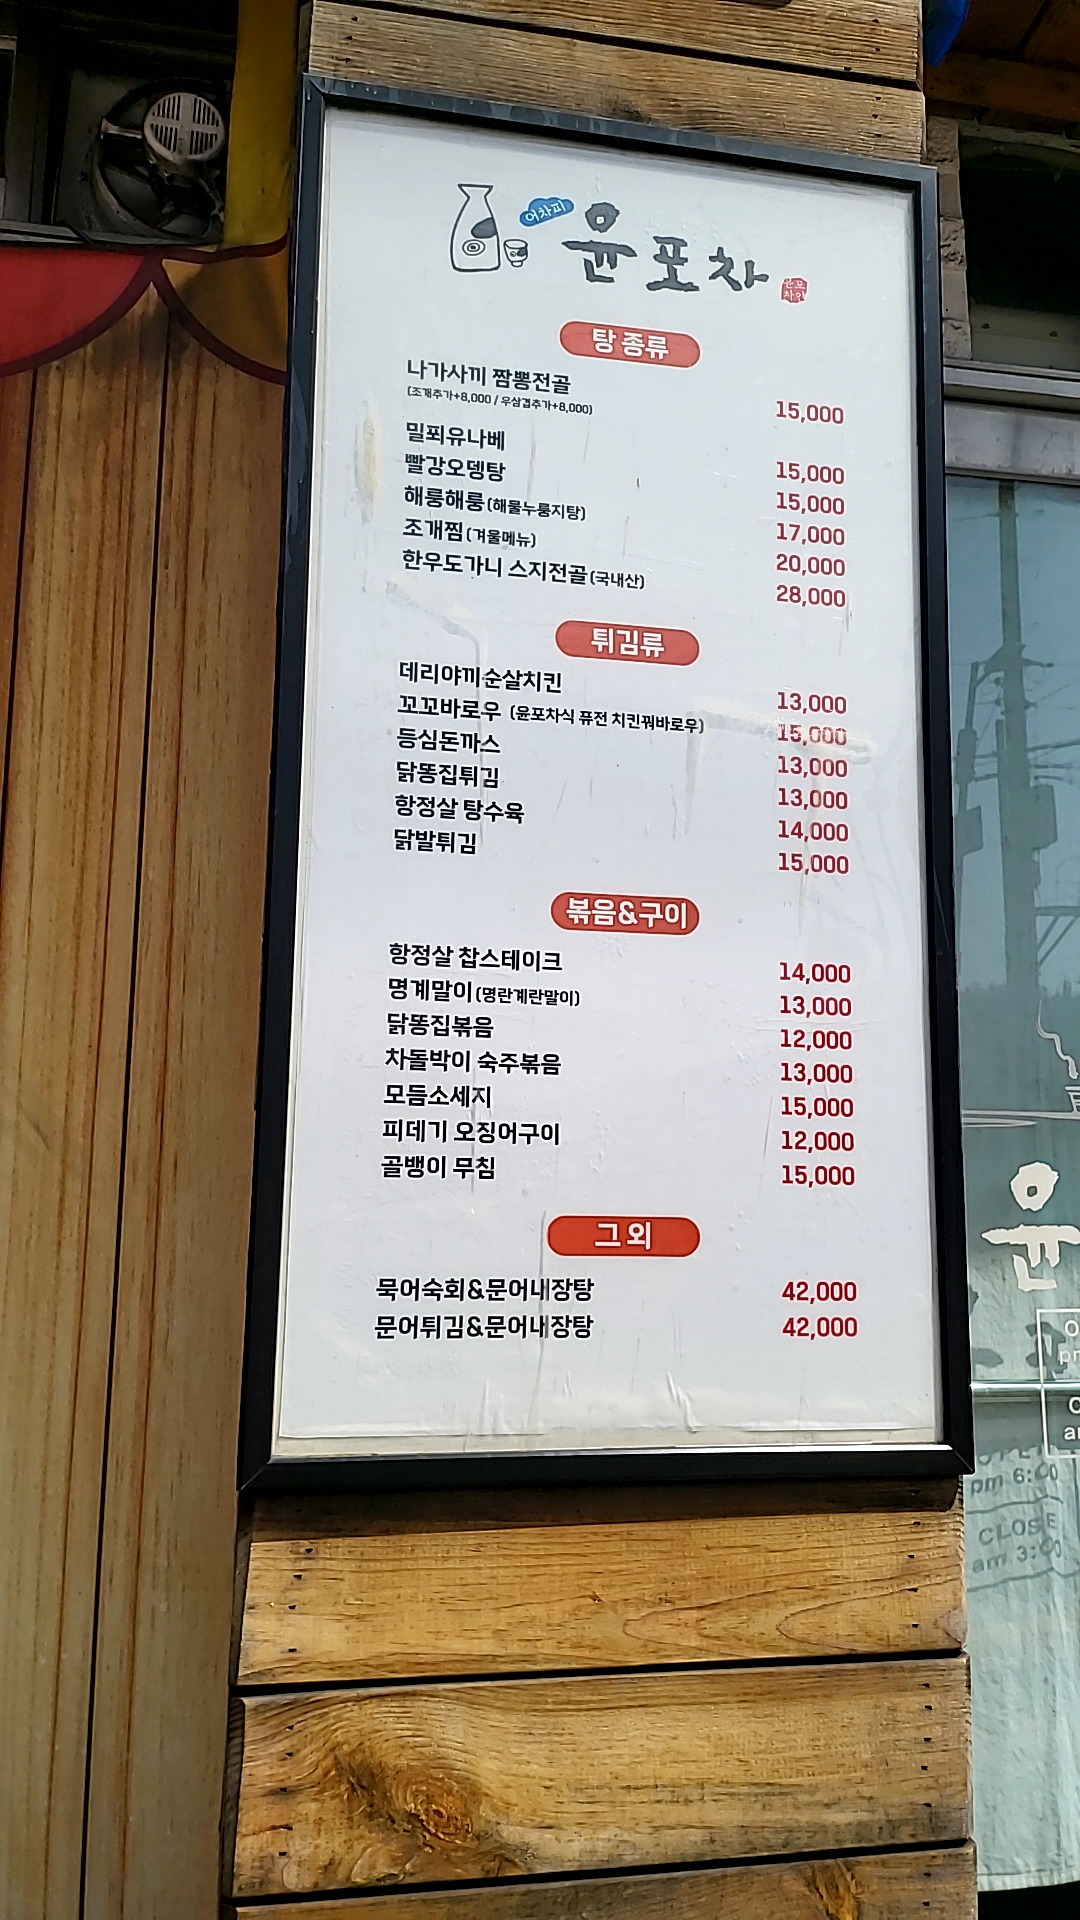 어차피
윤포차
윤포
차인
탕 종류
나가사끼 짬뽕전골 15,000
(조개추가+8,000 / 우삼겹추가+8,000)
밀푀유나베 15,000
빨강오뎅탕 15,000
해룽해룽(해물누룽지탕) 17,000
조개찜(겨울메뉴) 20,000
한우도가니 스지전골(국내산) 28,000
튀김류
데리야끼순살치킨 13,000
꼬꼬바로우 (윤포차식 퓨전 치킨꿔바로우) 15,000
등심돈까스 13,000
닭똥집튀김 13,000
항정살 탕수육 14,000
닭발튀김 15,000
볶음&구이
항정살 찹스테이크 14,000
명계말이(명란계란말이) 13,000
닭똥집볶음 12,000
차돌박이 숙주볶음 13,000
모듬소세지 15,000
피데기 오징어구이 12,000
골뱅이 무침 15,000
그 외
묵어숙회&문어내장탕 42,000
문어튀김&문어내장탕 42,000
윤
pm 6:00
CLOSE
am 3:00